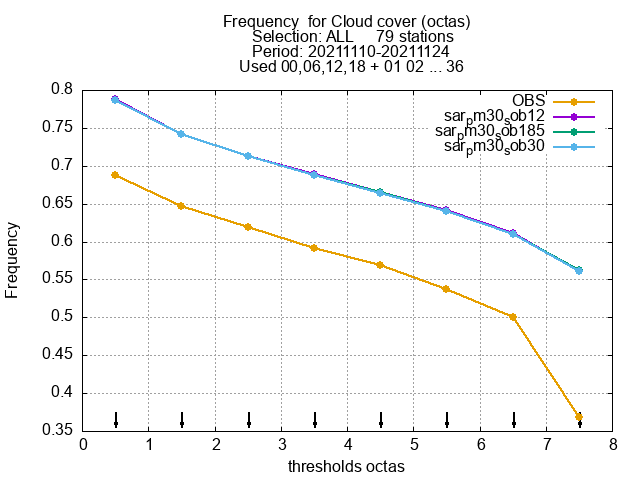 Frequency  for Cloud cover (octas)
Selection: ALL     79 stations
Period: 20211110-20211124
Used 00,06,12,18 + 01 02 ... 36
OBS
sar_pm30_sob12
sar_pm30_sob185
sar_pm30_sob30
Frequency
0.8
0.75
0.7
0.65
0.6
0.55
0.5
0.45
0.4
0.35
0 1 2 3 4 5 6 7 8
thresholds octas